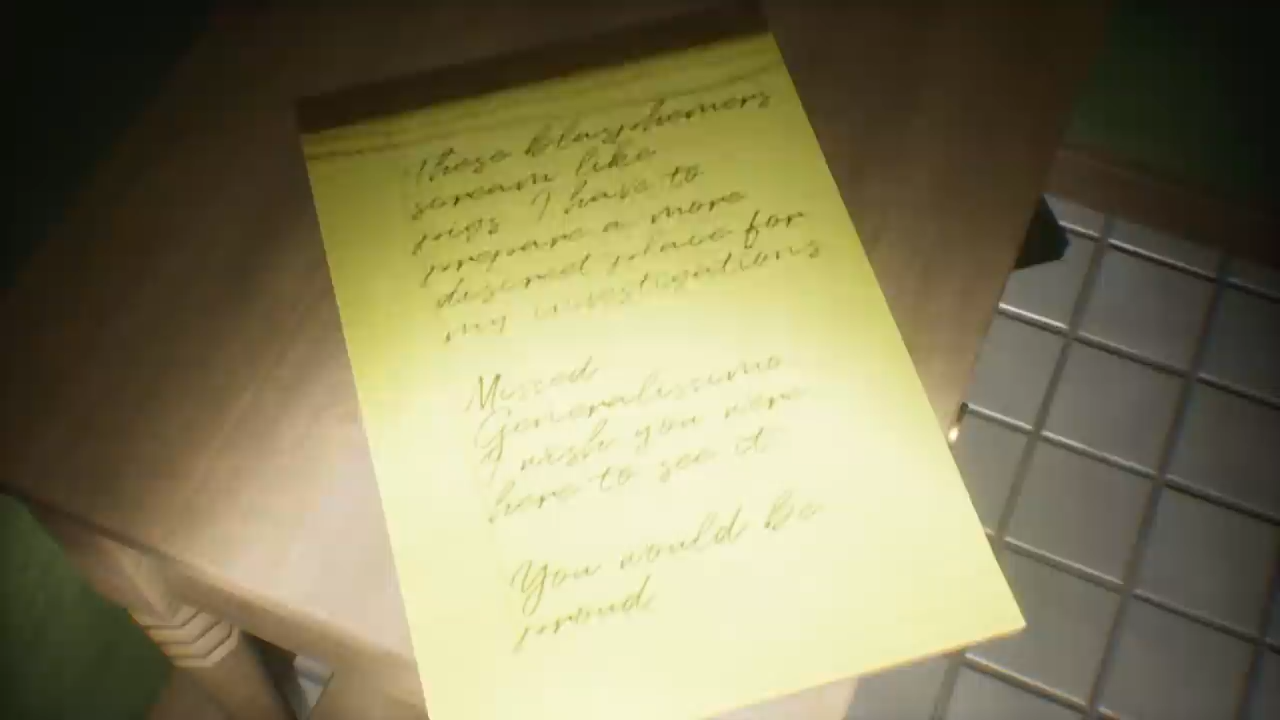 These blasphemers
scream like
pigs. I have to
prepare a more
discreet place for
my investigations
Missed
Generalissimo
I wish you were
here to see it
You would be
proud